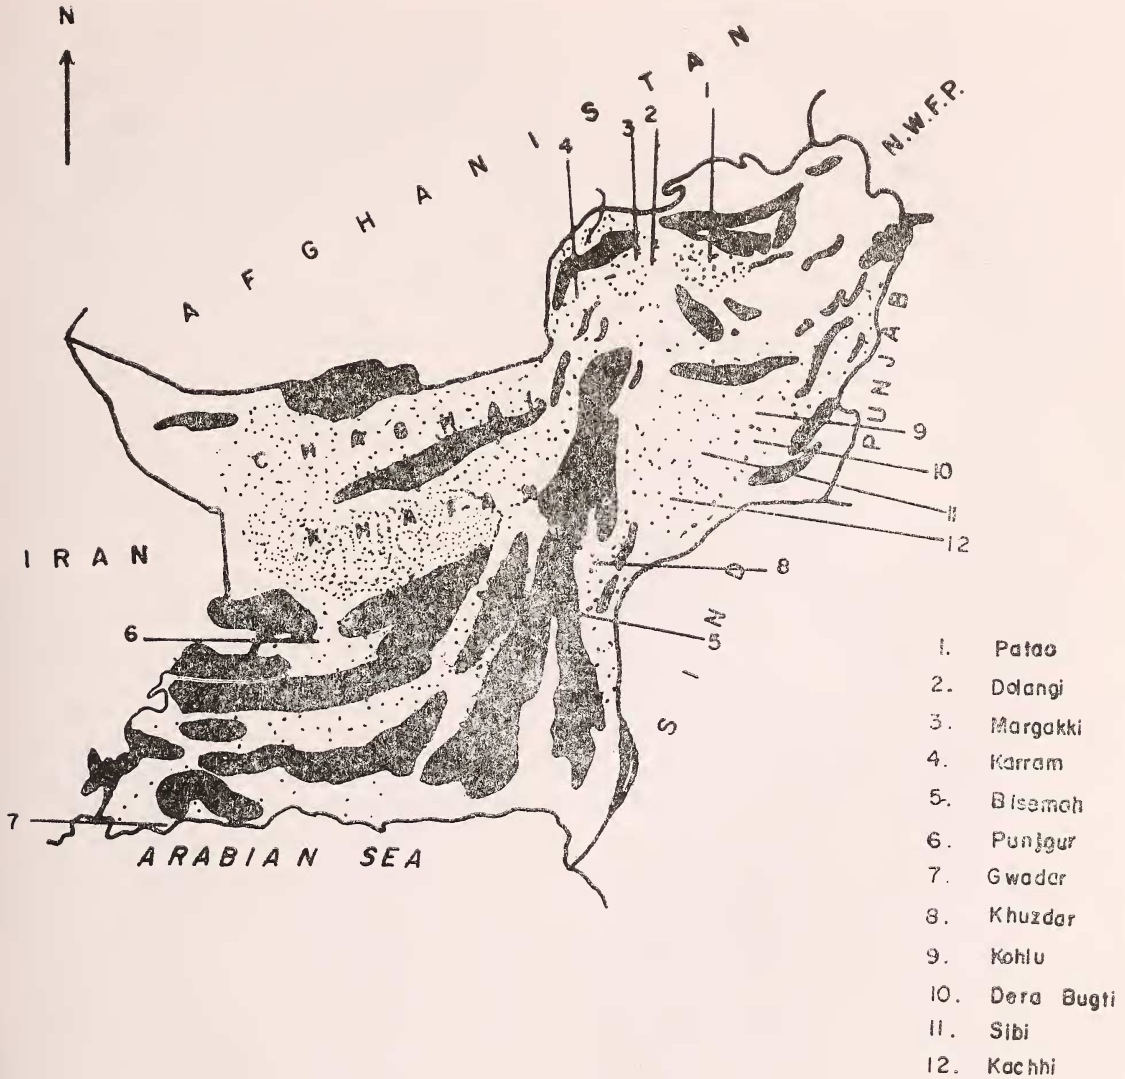 N
AFGHANISTAN
N.W.F.P.
1
2
3
4
PUNJAB
CHAGHAI
KHARAN
9
10
11
12
IRAN
8
5
6
SIND
7
ARABIAN SEA
1. Patao
2. Dolangi
3. Margakki
4. Karram
5. Bisemah
6. Punjgur
7. Gwader
8. Khuzdar
9. Kohlu
10. Dera Bugti
11. Sibi
12. Kachhi